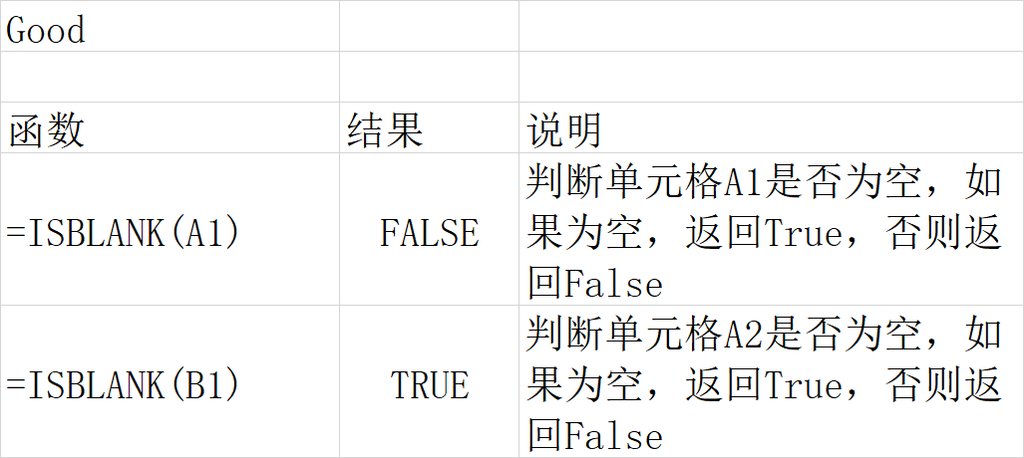 Good
函数 结果 说明
=ISBLANK(A1) FALSE 判断单元格A1是否为空，如
果为空，返回True，否则返
回False
=ISBLANK(B1) TRUE 判断单元格A2是否为空，如
果为空，返回True，否则返
回False